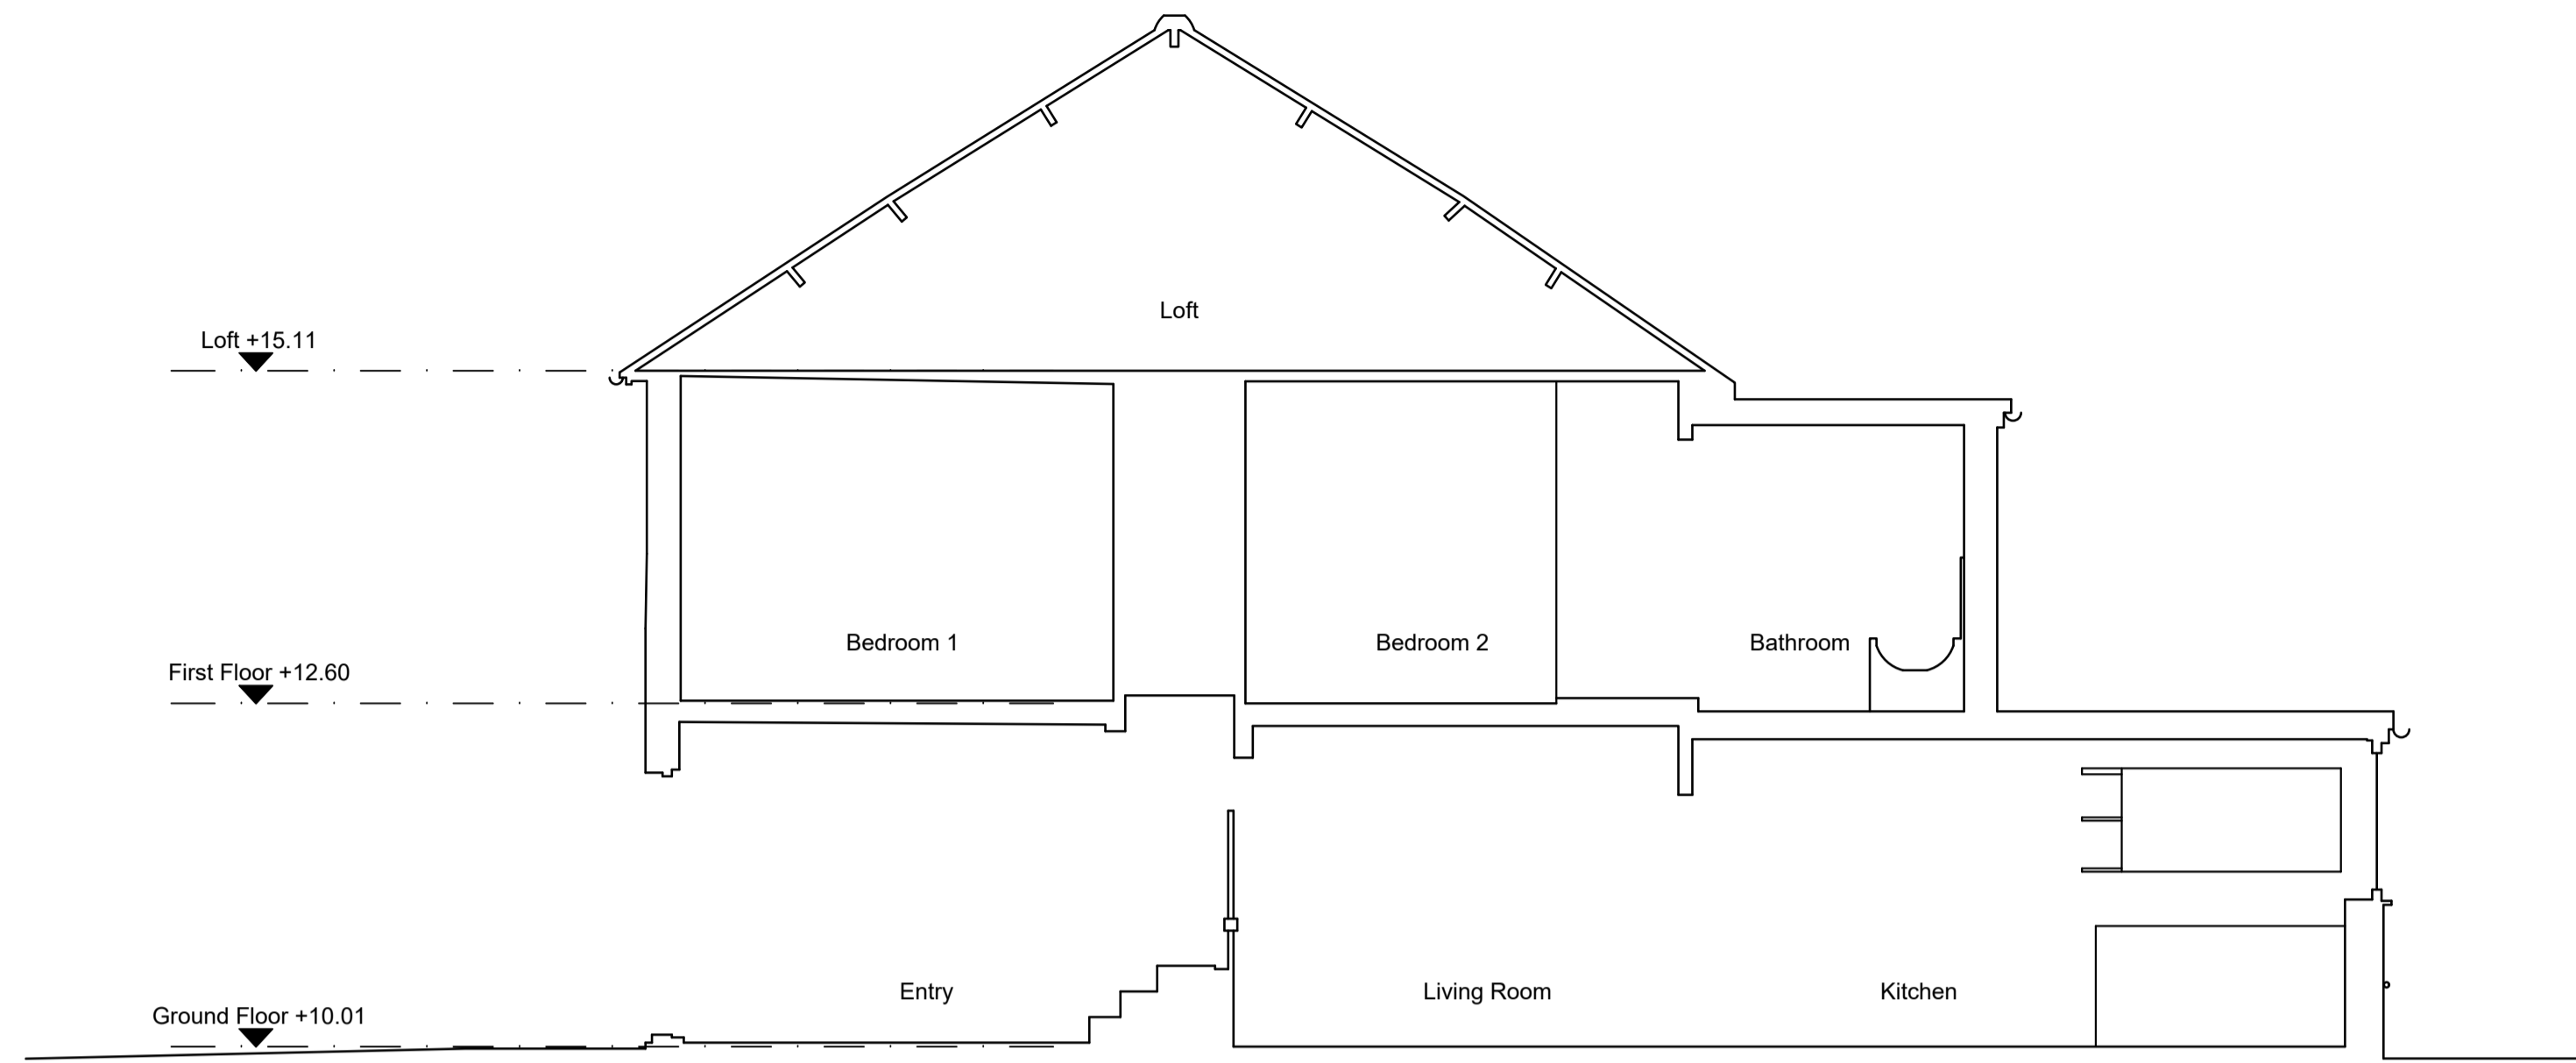 Loft
Loft +15.11
Bedroom 1
Bedroom 2
Bathroom
First Floor +12.60
Entry
Living Room
Kitchen
Ground Floor +10.01